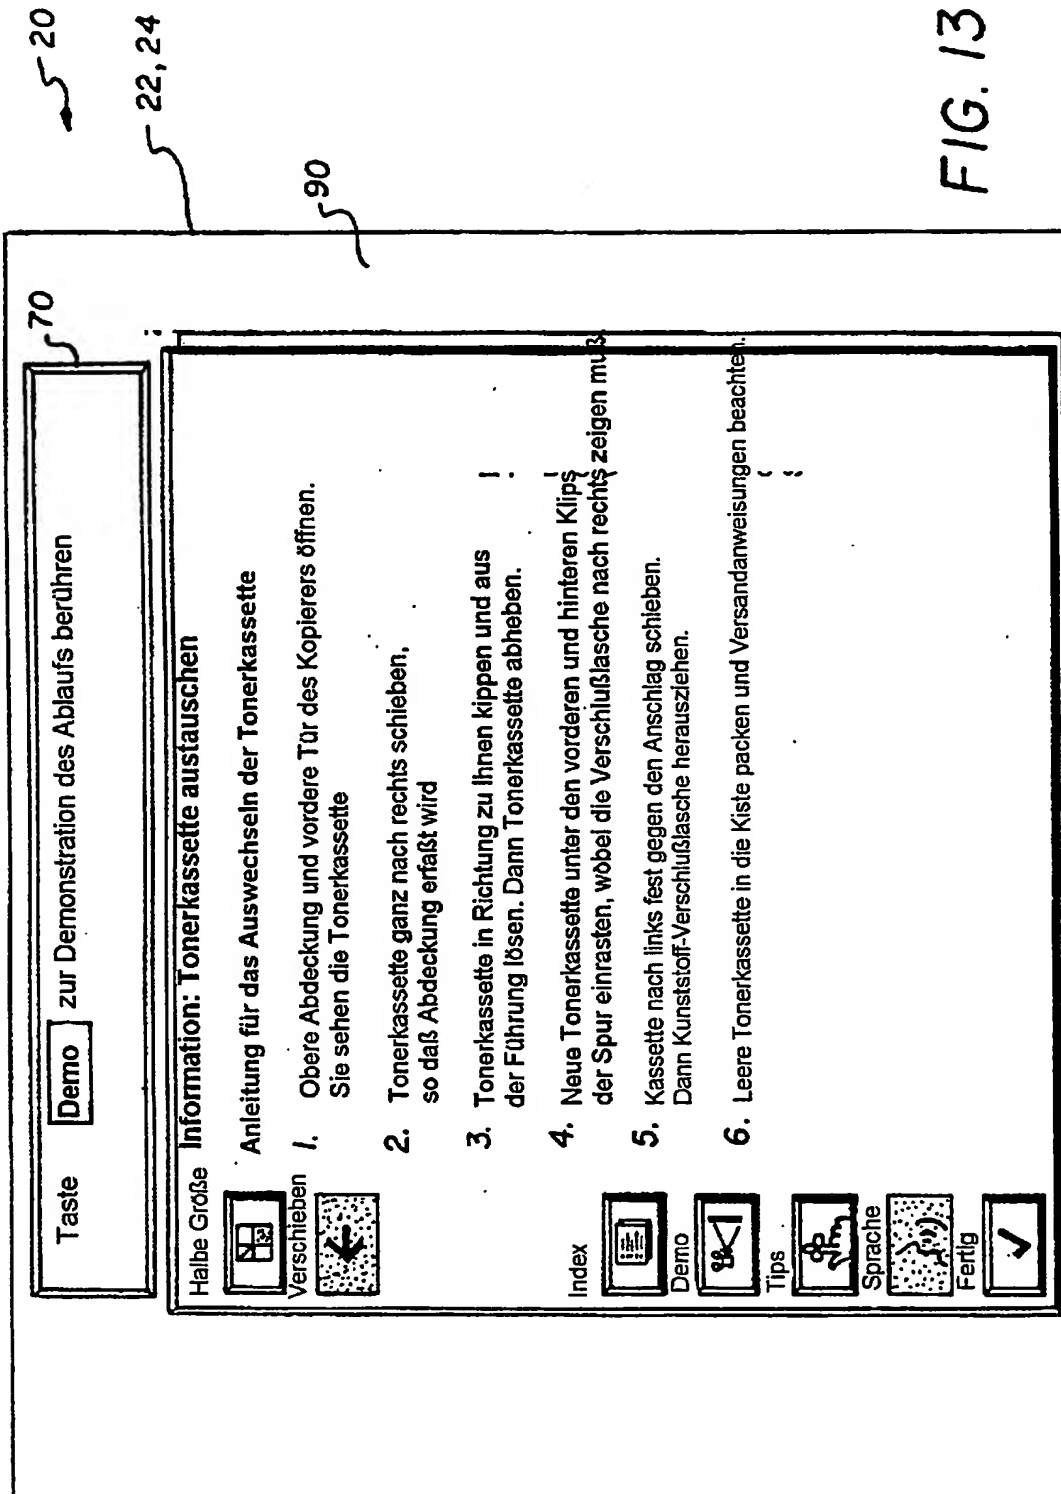 20
22, 24
90
70
Taste Demo zur Demonstration des Ablaufs berühren
Halbe Größe
Information: Tonerkassette austauschen
Verschieben
Anleitung für das Auswechseln der Tonerkassette
1. Obere Abdeckung und vordere Tür des Kopierers öffnen.
Sie sehen die Tonerkassette
2. Tonerkassette ganz nach rechts schieben,
so daß Abdeckung erfaßt wird
3. Tonerkassette in Richtung zu Ihnen kippen und aus
der Führung lösen. Dann Tonerkassette abheben.
4. Neue Tonerkassette unter den vorderen und hinteren Klips
der Spur einrasten, wobei die Verschlußlasche nach rechts zeigen muß.
5. Kassette nach links fest gegen den Anschlag schieben.
Dann Kunststoff-Verschlußlasche herausziehen.
6. Leere Tonerkassette in die Kiste packen und Versandanweisungen beachten.
Index
Demo
Tips
Sprache
Fertig
FIG. 13